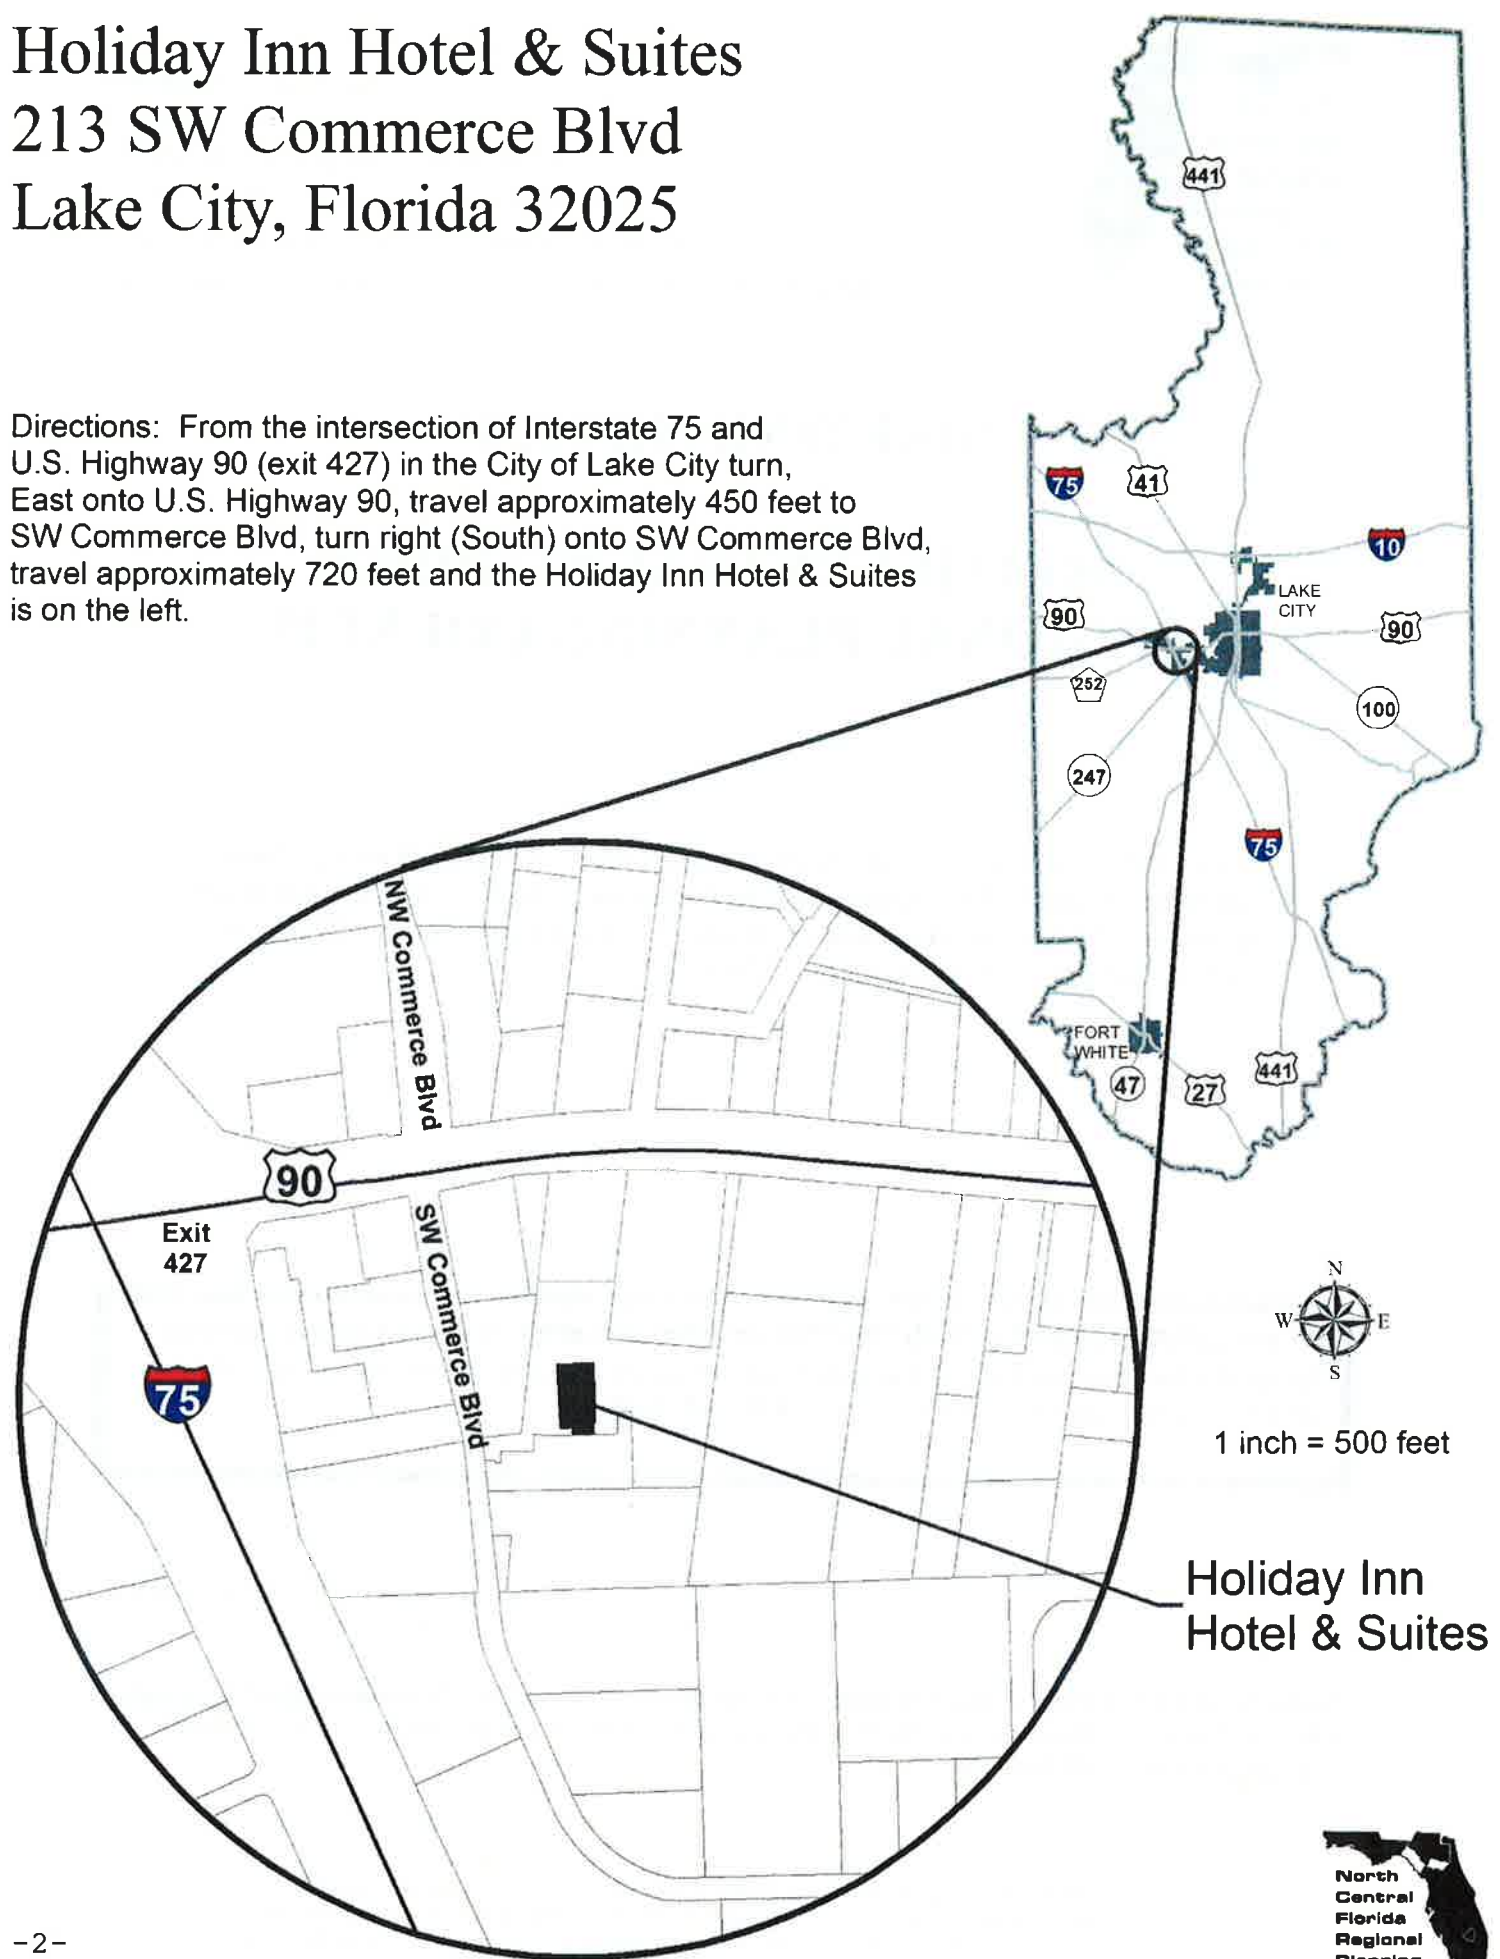 Holiday Inn Hotel & Suites
213 SW Commerce Blvd
Lake City, Florida 32025
Directions: From the intersection of Interstate 75 and
U.S. Highway 90 (exit 427) in the City of Lake City turn,
East onto U.S. Highway 90, travel approximately 450 feet to
SW Commerce Blvd, turn right (South) onto SW Commerce Blvd,
travel approximately 720 feet and the Holiday Inn Hotel & Suites
is on the left.
441
75
41
10
LAKE
CITY
90
90
252
100
247
75
FORT
WHITE
47
27
441
NW Commerce Blvd
90
Exit
427
SW Commerce Blvd
75
N
W
E
S
1 inch = 500 feet
Holiday Inn
Hotel & Suites
North
Central
Florida
Regional
-2-